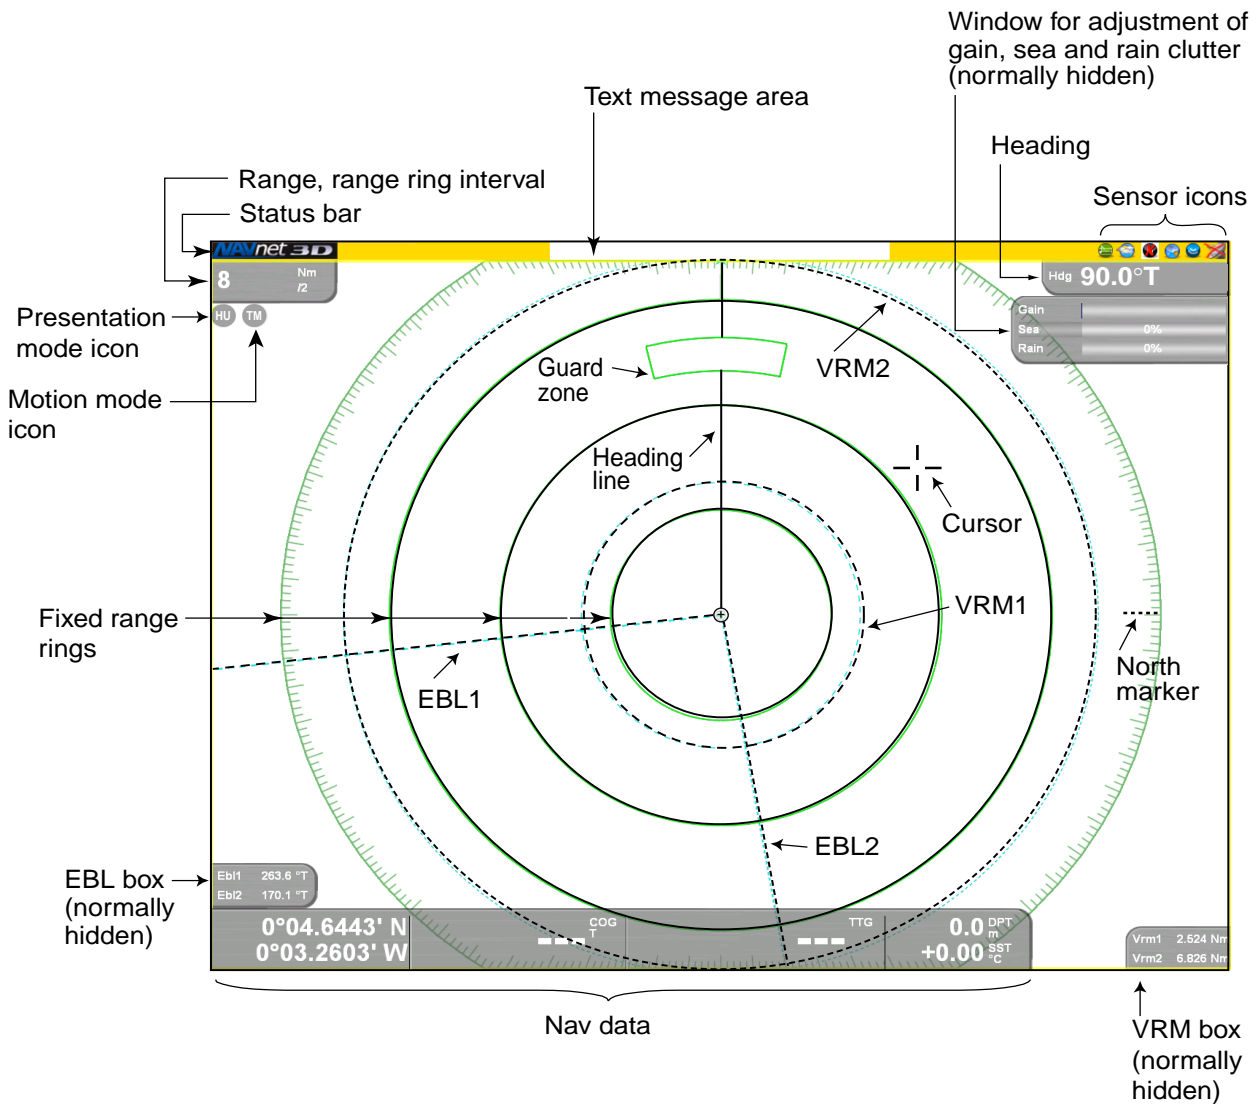 Window for adjustment of
gain, sea and rain clutter
(normally hidden)
Text message area
Heading
Range, range ring interval
Sensor icons
Status bar
NAVnet 3D
8 Nm
/2
Hdg 90.0°T
HU TM
Gain
Sea 0%
Rain 0%
Presentation
mode icon
Motion mode
icon
Guard
zone
VRM2
Heading
line
Cursor
Fixed range
rings
VRM1
EBL1
North
marker
EBL2
EBL box
(normally
hidden)
Ebl1 263.6 °T
Ebl2 170.1 °T
0°04.6443' N
0°03.2603' W
COG
T
---
TTG
---
0.0 DPT
m
+0.00 SST
°C
Vrm1 2.524 Nm
Vrm2 6.826 Nm
Nav data
VRM box
(normally
hidden)